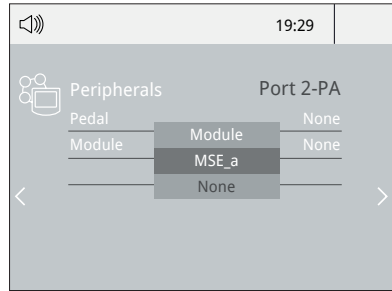 19:29
Peripherals Port 2-PA
Pedal None
Module None
Module
MSE_a
None